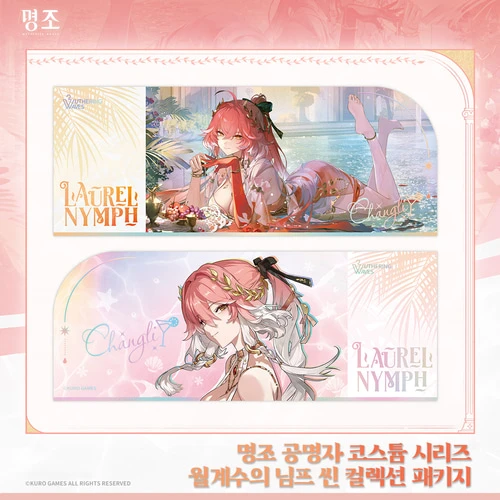 명조
WUTHERING WAVES
WUTHERING
WAVES
LAUREL
NYMPH
Changli
WUTHERING
WAVES
Changli
©KURO GAMES
LAUREL
NYMPH
명조 공명자 코스튬 시리즈
월계수의 님프 씬 컬렉션 패키지
©KURO GAMES ALL RIGHTS RESERVED